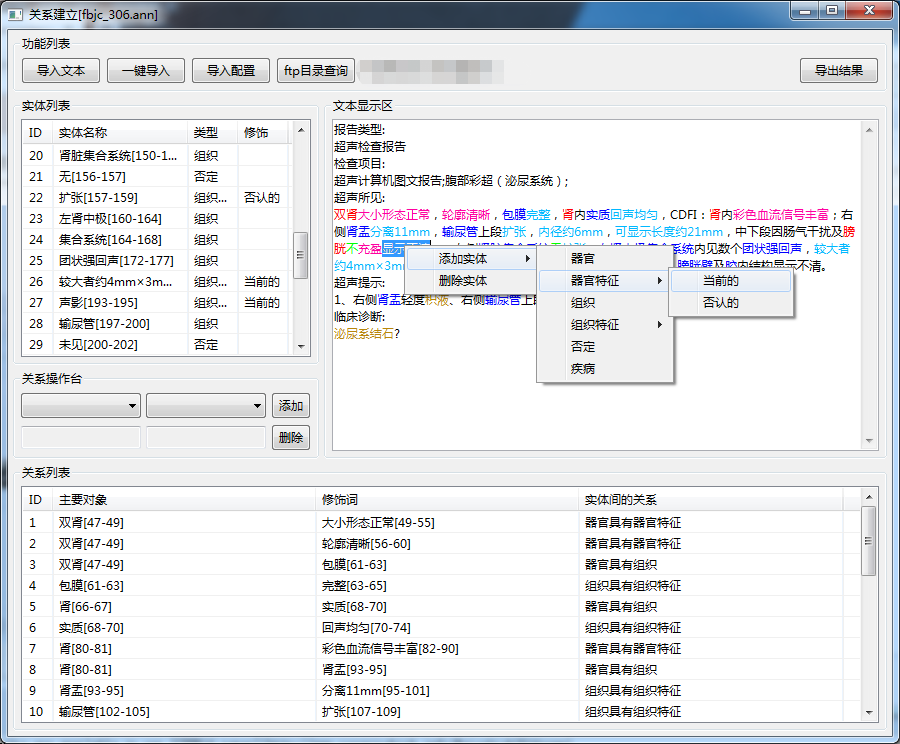 关系建立[fbjc_306.ann]
功能列表
导入文本 一键导入 导入配置 ftp目录查询 导出结果
实体列表
ID 实体名称 类型 修饰
20 肾脏集合系统[150-1... 组织
21 无[156-157] 否定
22 扩张[157-159] 组织... 否认的
23 左肾中极[160-164] 组织
24 集合系统[164-168] 组织
25 团状强回声[172-177] 组织
26 较大者约4mm×3m... 组织... 当前的
27 声影[193-195] 组织... 当前的
28 输尿管[197-200] 组织
29 未见[200-202] 否定
文本显示区
报告类型:
超声检查报告
检查项目:
超声计算机图文报告;腹部彩超（泌尿系统）;
超声所见:
双肾大小形态正常，轮廓清晰，包膜完整，肾内实质回声均匀，CDFI：肾内彩色血流信号丰富；右
侧肾盂分离11mm，输尿管上段扩张，内径约6mm，可显示长度约21mm，中下段因肠气干扰及膀
胱不充盈显示不清 系统内见数个团状强回声，较大者
约4mm×3m 膀胱壁及腔内结构显示不清。
超声提示:
1、右侧肾盂轻度积液、右侧输尿管上
临床诊断:
泌尿系结石?
添加实体
删除实体
器官
器官特征
组织
组织特征
否定
疾病
当前的
否认的
关系操作台
添加
删除
关系列表
ID 主要对象 修饰词 实体间的关系
1 双肾[47-49] 大小形态正常[49-55] 器官具有器官特征
2 双肾[47-49] 轮廓清晰[56-60] 器官具有器官特征
3 双肾[47-49] 包膜[61-63] 器官具有组织
4 包膜[61-63] 完整[63-65] 组织具有组织特征
5 肾[66-67] 实质[68-70] 器官具有组织
6 实质[68-70] 回声均匀[70-74] 组织具有组织特征
7 肾[80-81] 彩色血流信号丰富[82-90] 器官具有器官特征
8 肾[80-81] 肾盂[93-95] 器官具有组织
9 肾盂[93-95] 分离11mm[95-101] 组织具有组织特征
10 输尿管[102-105] 扩张[107-109] 组织具有组织特征